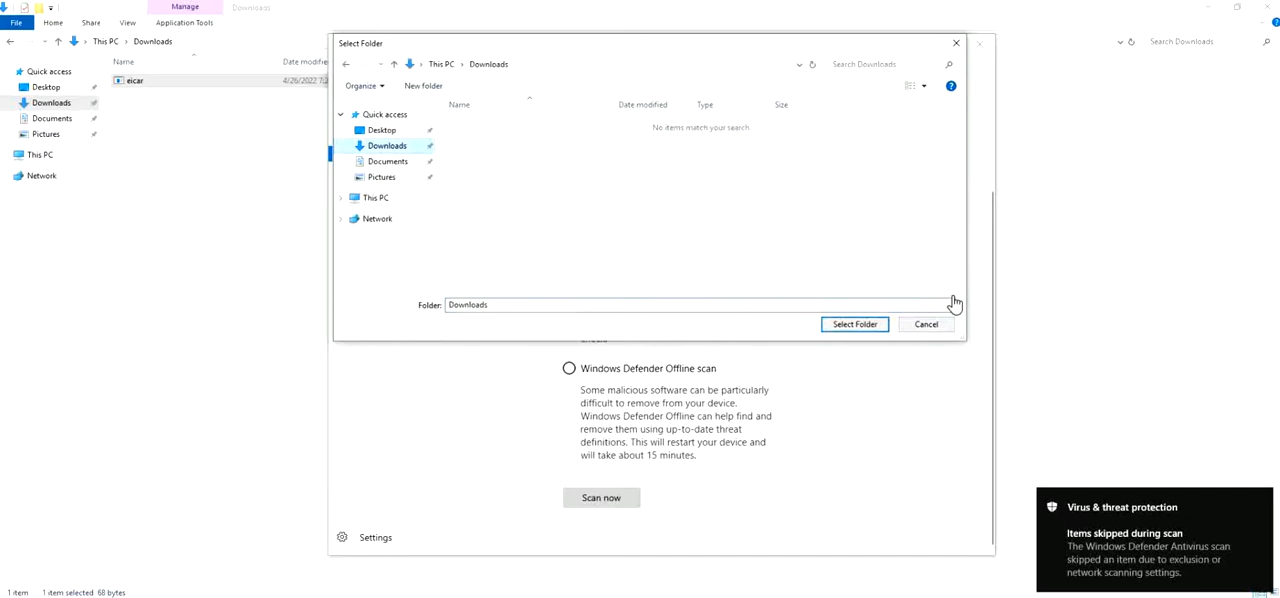 Manage
Downloads
File
Home
Share
View
Application Tools
This PC
Downloads
Search Downloads
Name
Date modifie
eicar
4/26/2022 7:2
Quick access
Desktop
Downloads
Documents
Pictures
This PC
Network
Select Folder
This PC
Downloads
Search Downloads
Organize
New folder
Name
Date modified
Type
Size
No items match your search
Quick access
Desktop
Downloads
Documents
Pictures
This PC
Network
Folder:
Downloads
Select Folder
Cancel
Windows Defender Offline scan
Some malicious software can be particularly
difficult to remove from your device.
Windows Defender Offline can help find and
remove them using up-to-date threat
definitions. This will restart your device and
will take about 15 minutes.
Scan now
Settings
Virus & threat protection
Items skipped during scan
The Windows Defender Antivirus scan
skipped an item due to exclusion or
network scanning settings.
1 item
1 item selected 68 bytes